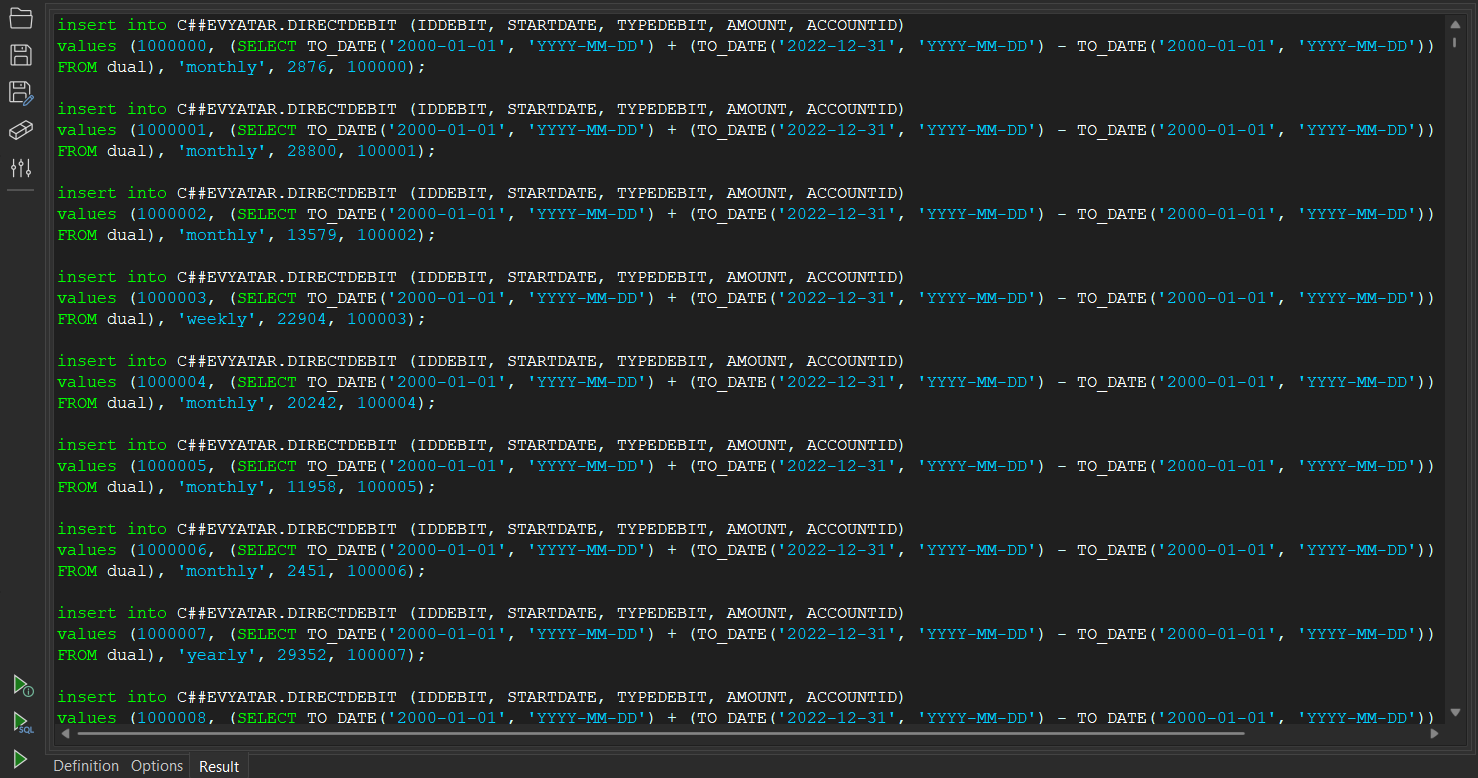 insert into C##EVYATAR.DIRECTDEBIT (IDDEBIT, STARTDATE, TYPEDEBIT, AMOUNT, ACCOUNTID)
values (1000000, (SELECT TO_DATE('2000-01-01', 'YYYY-MM-DD') + (TO_DATE('2022-12-31', 'YYYY-MM-DD') - TO_DATE('2000-01-01', 'YYYY-MM-DD'))
FROM dual), 'monthly', 2876, 100000);
insert into C##EVYATAR.DIRECTDEBIT (IDDEBIT, STARTDATE, TYPEDEBIT, AMOUNT, ACCOUNTID)
values (1000001, (SELECT TO_DATE('2000-01-01', 'YYYY-MM-DD') + (TO_DATE('2022-12-31', 'YYYY-MM-DD') - TO_DATE('2000-01-01', 'YYYY-MM-DD'))
FROM dual), 'monthly', 28800, 100001);
insert into C##EVYATAR.DIRECTDEBIT (IDDEBIT, STARTDATE, TYPEDEBIT, AMOUNT, ACCOUNTID)
values (1000002, (SELECT TO_DATE('2000-01-01', 'YYYY-MM-DD') + (TO_DATE('2022-12-31', 'YYYY-MM-DD') - TO_DATE('2000-01-01', 'YYYY-MM-DD'))
FROM dual), 'monthly', 13579, 100002);
insert into C##EVYATAR.DIRECTDEBIT (IDDEBIT, STARTDATE, TYPEDEBIT, AMOUNT, ACCOUNTID)
values (1000003, (SELECT TO_DATE('2000-01-01', 'YYYY-MM-DD') + (TO_DATE('2022-12-31', 'YYYY-MM-DD') - TO_DATE('2000-01-01', 'YYYY-MM-DD'))
FROM dual), 'weekly', 22904, 100003);
insert into C##EVYATAR.DIRECTDEBIT (IDDEBIT, STARTDATE, TYPEDEBIT, AMOUNT, ACCOUNTID)
values (1000004, (SELECT TO_DATE('2000-01-01', 'YYYY-MM-DD') + (TO_DATE('2022-12-31', 'YYYY-MM-DD') - TO_DATE('2000-01-01', 'YYYY-MM-DD'))
FROM dual), 'monthly', 20242, 100004);
insert into C##EVYATAR.DIRECTDEBIT (IDDEBIT, STARTDATE, TYPEDEBIT, AMOUNT, ACCOUNTID)
values (1000005, (SELECT TO_DATE('2000-01-01', 'YYYY-MM-DD') + (TO_DATE('2022-12-31', 'YYYY-MM-DD') - TO_DATE('2000-01-01', 'YYYY-MM-DD'))
FROM dual), 'monthly', 11958, 100005);
insert into C##EVYATAR.DIRECTDEBIT (IDDEBIT, STARTDATE, TYPEDEBIT, AMOUNT, ACCOUNTID)
values (1000006, (SELECT TO_DATE('2000-01-01', 'YYYY-MM-DD') + (TO_DATE('2022-12-31', 'YYYY-MM-DD') - TO_DATE('2000-01-01', 'YYYY-MM-DD'))
FROM dual), 'monthly', 2451, 100006);
insert into C##EVYATAR.DIRECTDEBIT (IDDEBIT, STARTDATE, TYPEDEBIT, AMOUNT, ACCOUNTID)
values (1000007, (SELECT TO_DATE('2000-01-01', 'YYYY-MM-DD') + (TO_DATE('2022-12-31', 'YYYY-MM-DD') - TO_DATE('2000-01-01', 'YYYY-MM-DD'))
FROM dual), 'yearly', 29352, 100007);
insert into C##EVYATAR.DIRECTDEBIT (IDDEBIT, STARTDATE, TYPEDEBIT, AMOUNT, ACCOUNTID)
values (1000008, (SELECT TO_DATE('2000-01-01', 'YYYY-MM-DD') + (TO_DATE('2022-12-31', 'YYYY-MM-DD') - TO_DATE('2000-01-01', 'YYYY-MM-DD'))
SQL
Definition Options Result